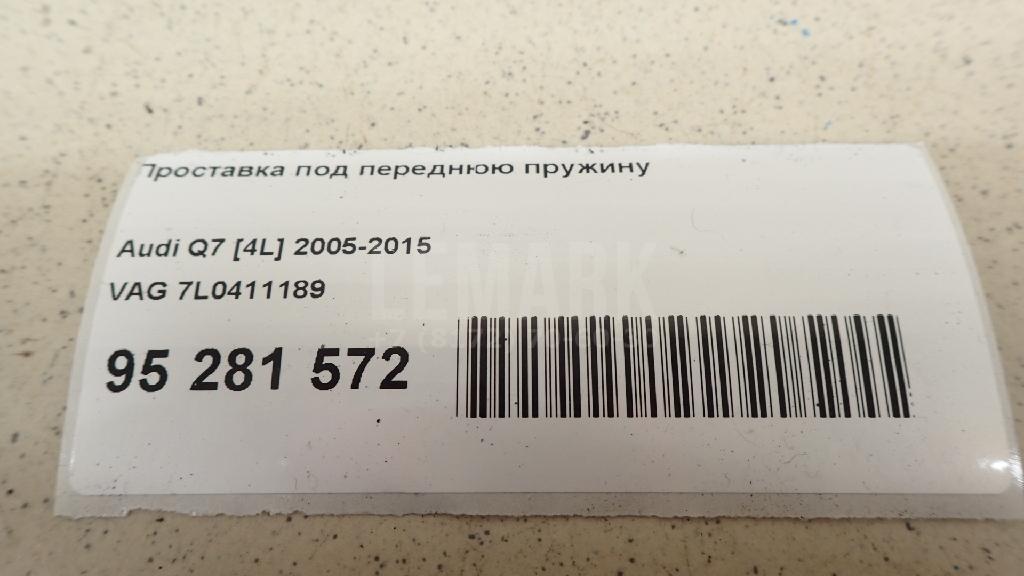 Проставка под переднюю пружину
Audi Q7 [4L] 2005-2015
VAG 7L0411189
95 281 572
LEMARK